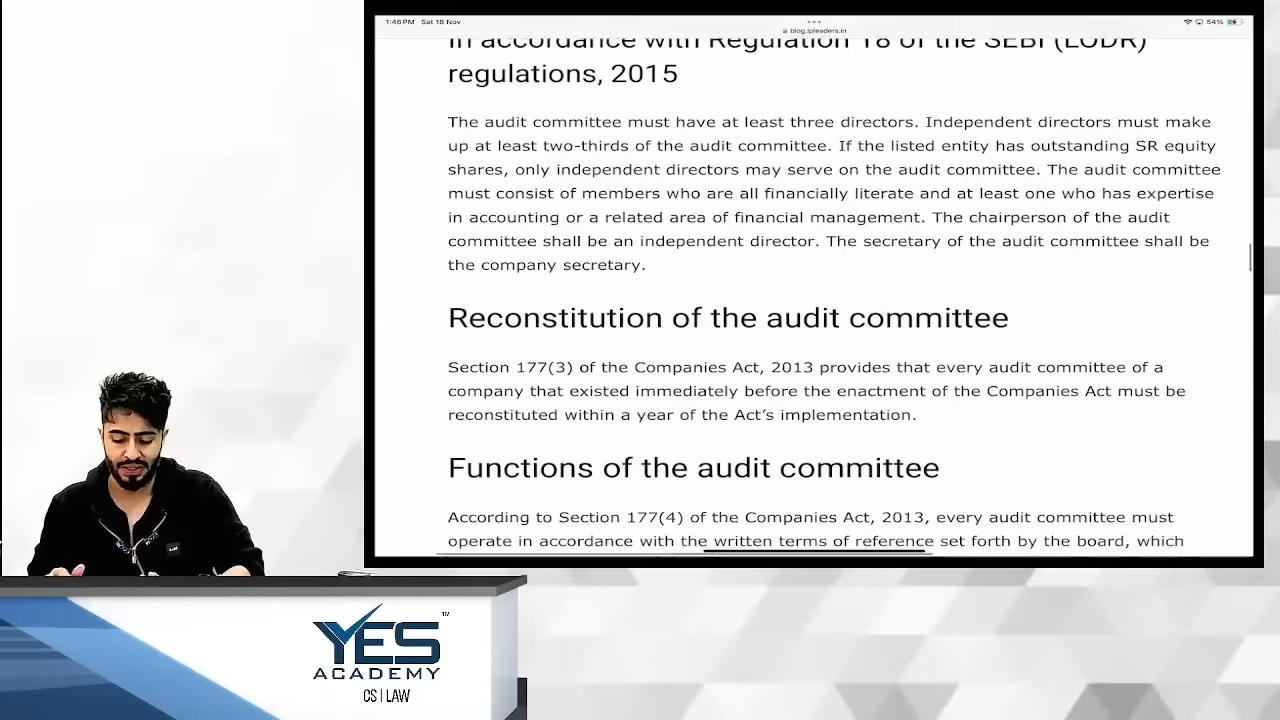 1:46 PM Sat 18 Nov
54%
blog.ipleaders.in
In accordance with Regulation 18 of the SEBI (LODR)
regulations, 2015
The audit committee must have at least three directors. Independent directors must make
up at least two-thirds of the audit committee. If the listed entity has outstanding SR equity
shares, only independent directors may serve on the audit committee. The audit committee
must consist of members who are all financially literate and at least one who has expertise
in accounting or a related area of financial management. The chairperson of the audit
committee shall be an independent director. The secretary of the audit committee shall be
the company secretary.
Reconstitution of the audit committee
Section 177(3) of the Companies Act, 2013 provides that every audit committee of a
company that existed immediately before the enactment of the Companies Act must be
reconstituted within a year of the Act's implementation.
Functions of the audit committee
According to Section 177(4) of the Companies Act, 2013, every audit committee must
operate in accordance with the written terms of reference set forth by the board, which
YES TM
ACADEMY
CS | LAW